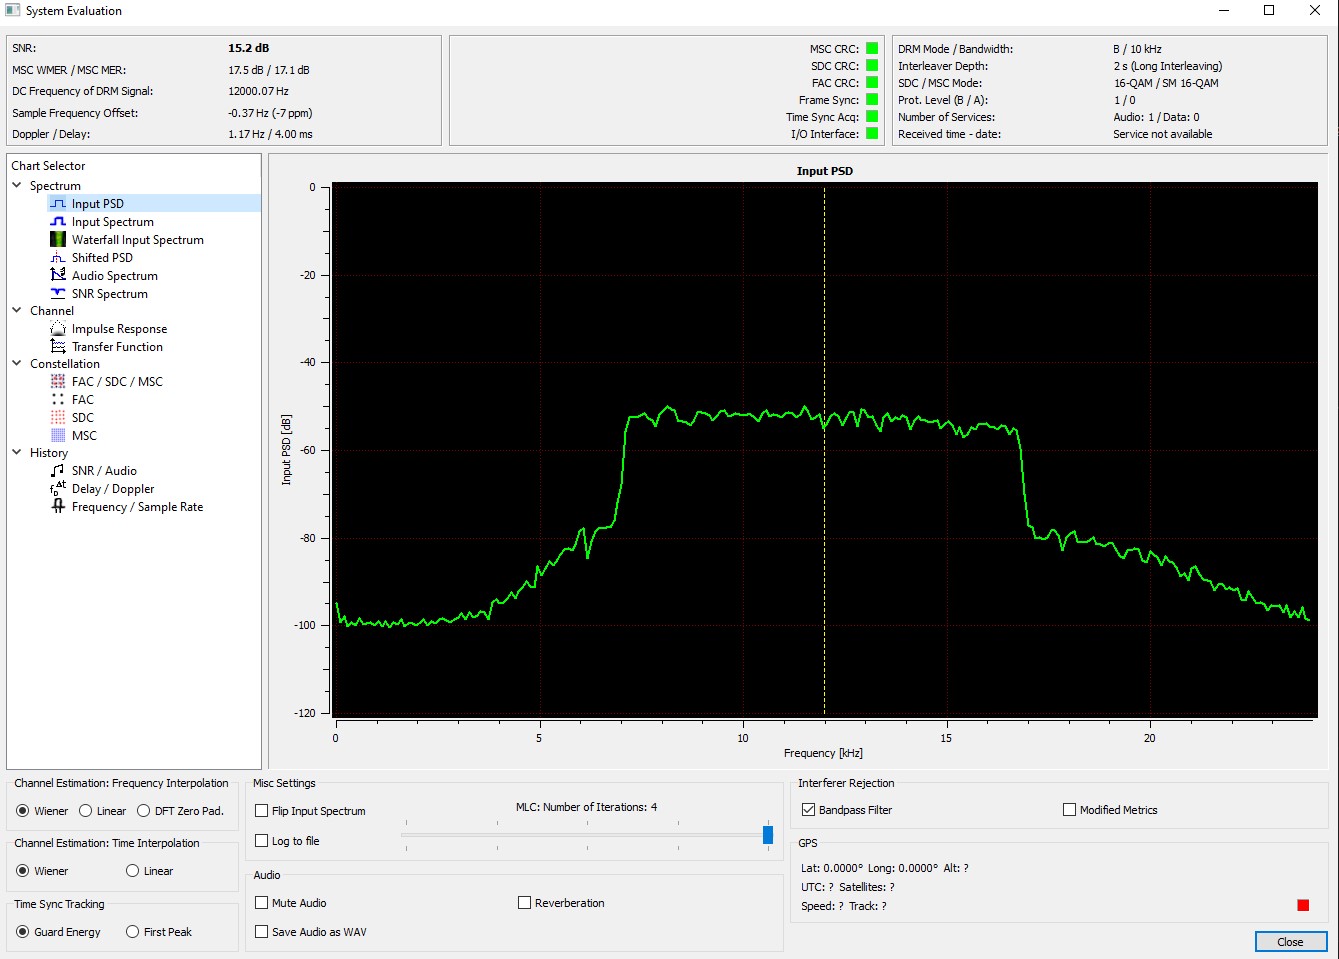 System Evaluation
SNR: 15.2 dB
MSC WMER / MSC MER: 17.5 dB / 17.1 dB
DC Frequency of DRM Signal: 12000.07 Hz
Sample Frequency Offset: -0.37 Hz (-7 ppm)
Doppler / Delay: 1.17 Hz / 4.00 ms
MSC CRC:
SDC CRC:
FAC CRC:
Frame Sync:
Time Sync Acq:
I/O Interface:
DRM Mode / Bandwidth: B / 10 kHz
Interleaver Depth: 2 s (Long Interleaving)
SDC / MSC Mode: 16-QAM / SM 16-QAM
Prot. Level (B / A): 1 / 0
Number of Services: Audio: 1 / Data: 0
Received time - date: Service not available
Chart Selector
Spectrum
Input PSD
Input Spectrum
Waterfall Input Spectrum
Shifted PSD
Audio Spectrum
SNR Spectrum
Channel
Impulse Response
Transfer Function
Constellation
FAC / SDC / MSC
FAC
SDC
MSC
History
SNR / Audio
Delay / Doppler
Frequency / Sample Rate
Input PSD
0
-20
-40
-60
-80
-100
-120
Input PSD [dB]
0 5 10 15 20
Frequency [kHz]
Channel Estimation: Frequency Interpolation
Wiener Linear DFT Zero Pad.
Channel Estimation: Time Interpolation
Wiener Linear
Time Sync Tracking
Guard Energy First Peak
Misc Settings
Flip Input Spectrum
Log to file
MLC: Number of Iterations: 4
Audio
Mute Audio Reverberation
Save Audio as WAV
Interferer Rejection
Bandpass Filter Modified Metrics
GPS
Lat: 0.0000° Long: 0.0000° Alt: ?
UTC: ? Satellites: ?
Speed: ? Track: ?
Close